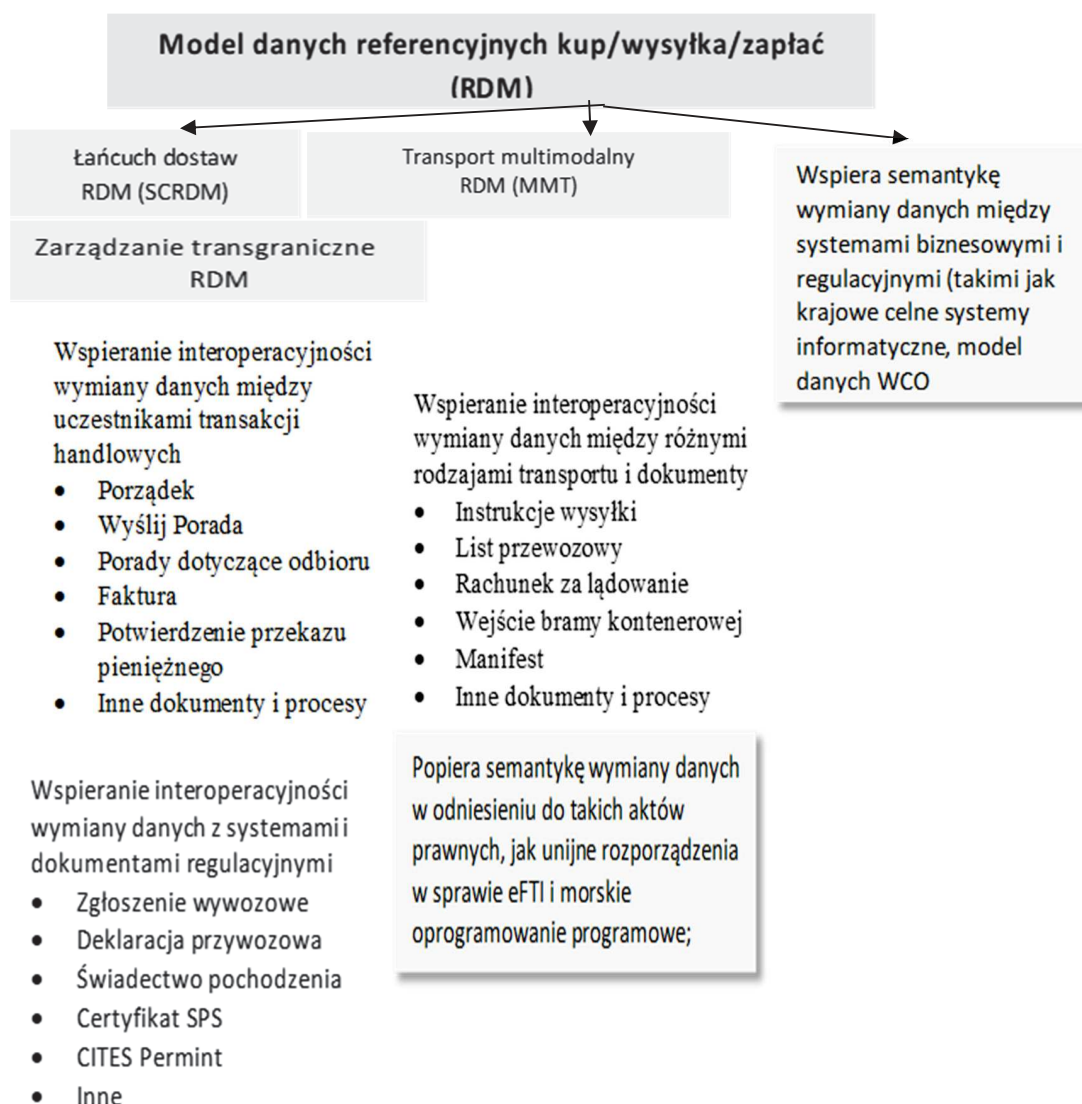 Model danych referencyjnych kup/wysyłka/zapłać
(RDM)
Łańcuch dostaw
RDM (SCRDM)
Transport multimodalny
RDM (MMT)
Wspiera semantykę
wymiany danych między
systemami biznesowymi i
regulacyjnymi (takimi jak
krajowe celne systemy
informatyczne, model
danych WCO
Zarządzanie transgraniczne
RDM
Wspieranie interoperacyjności
wymiany danych między
uczestnikami transakcji
handlowych
• Porządek
• Wyślij Porada
• Porady dotyczące odbioru
• Faktura
• Potwierdzenie przekazu
pieniężnego
• Inne dokumenty i procesy
Wspieranie interoperacyjności
wymiany danych między różnymi
rodzajami transportu i dokumenty
• Instrukcje wysyłki
• List przewozowy
• Rachunek za lądowanie
• Wejście bramy kontenerowej
• Manifest
• Inne dokumenty i procesy
Wspieranie interoperacyjności
wymiany danych z systemami i
dokumentami regulacyjnymi
• Zgłoszenie wywozowe
• Deklaracja przywozowa
• Świadectwo pochodzenia
• Certyfikat SPS
• CITES Permint
• Inne
Popiera semantykę wymiany danych
w odniesieniu do takich aktów
prawnych, jak unijne rozporządzenia
w sprawie eFTI i morskie
oprogramowanie programowe;